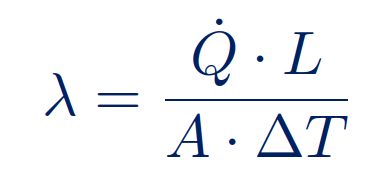 λ = Q̇ · L / A · ΔT